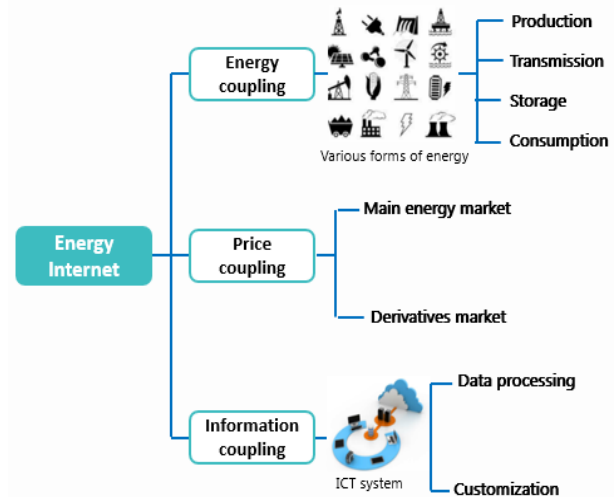 Energy
Internet
Energy
coupling
Various forms of energy
Production
Transmission
Storage
Consumption
Price
coupling
Main energy market
Derivatives market
Information
coupling
ICT system
Data processing
Customization